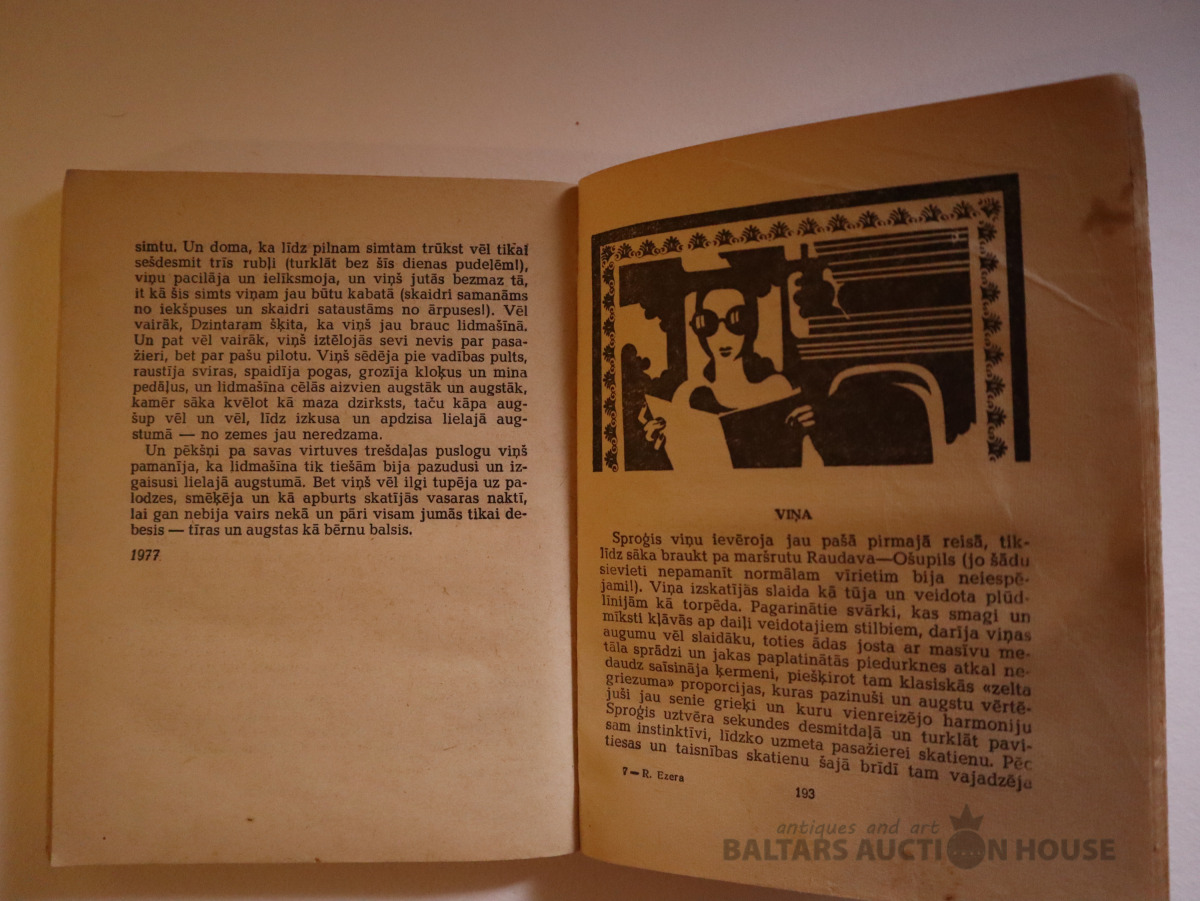 simtu. Un doma, ka līdz pilnam simtam trūkst vēl tikai
sešdesmit trīs rubļi (turklāt bez šīs dienas pudeļēm!),
viņu pacilāja un ielīksmoja, un viņš jutās bezmaz tā,
it kā šis simts viņam jau būtu kabatā (skaidri samanāms
no iekšpuses un skaidri sataustāms no ārpuses!). Vēl
vairāk, Dzintaram šķita, ka viņš jau brauc lidmašīnā.
Un pat vēl vairāk, viņš iztēlojās sevi nevis par pasa-
žieri, bet par pašu pilotu. Viņš sēdēja pie vadības pults,
raustīja sviras, spaidīja pogas, grozīja kloķus un mina
pedāļus, un lidmašīna cēlās aizvien augstāk un augstāk,
kamēr sāka kvēlot kā maza dzirksts, taču kāpa aug-
šup vēl un vēl, līdz izkusa un apdzisa lielajā aug-
stumā — no zemes jau neredzama.
Un pēkšņi pa savas virtuves trešdaļas puslogu viņš
pamanīja, ka lidmašīna tik tiešām bija pazudusi un iz-
gaisusi lielajā augstumā. Bet viņš vēl ilgi tupēja uz pa-
lodzes, smēķēja un kā apburts skatījās vasaras naktī,
lai gan nebija vairs nekā un pāri visam jumās tikai de-
besis — tīras un augstas kā bērnu balsis.
1977
VIŅA
Sproģis viņu ievēroja jau pašā pirmajā reisā, tik-
līdz sāka braukt pa maršrutu Raudava—Ošupils (jo šādu
sievieti nepamanīt normālam vīrietim bija neiespē-
jami!). Viņa izskatījās slaida kā tūja un veidota plūd-
līnijām kā torpēda. Pagarinātie svārki, kas smagi un
mīksti kļāvās ap daiļi veidotajiem stilbiem, darīja viņas
augumu vēl slaidāku, toties ādas josta ar masīvu me-
tāla sprādzi un jakas paplatinātās piedurknes atkal ne-
daudz saīsināja ķermeni, piešķirot tam klasiskās «zelta
griezuma» proporcijas, kuras pazinuši un augstu vērtē-
juši jau senie grieķi un kuru vienreizējo harmoniju
Sproģis uztvēra sekundes desmitdaļā un turklāt pavi-
sam instinktīvi, līdzko uzmeta pasažierei skatienu. Pēc
tiesas un taisnības skatienu šajā brīdī tam vajadzēja
7 — R. Ezera
193
antiques and art
BALTARS AUCTION HOUSE